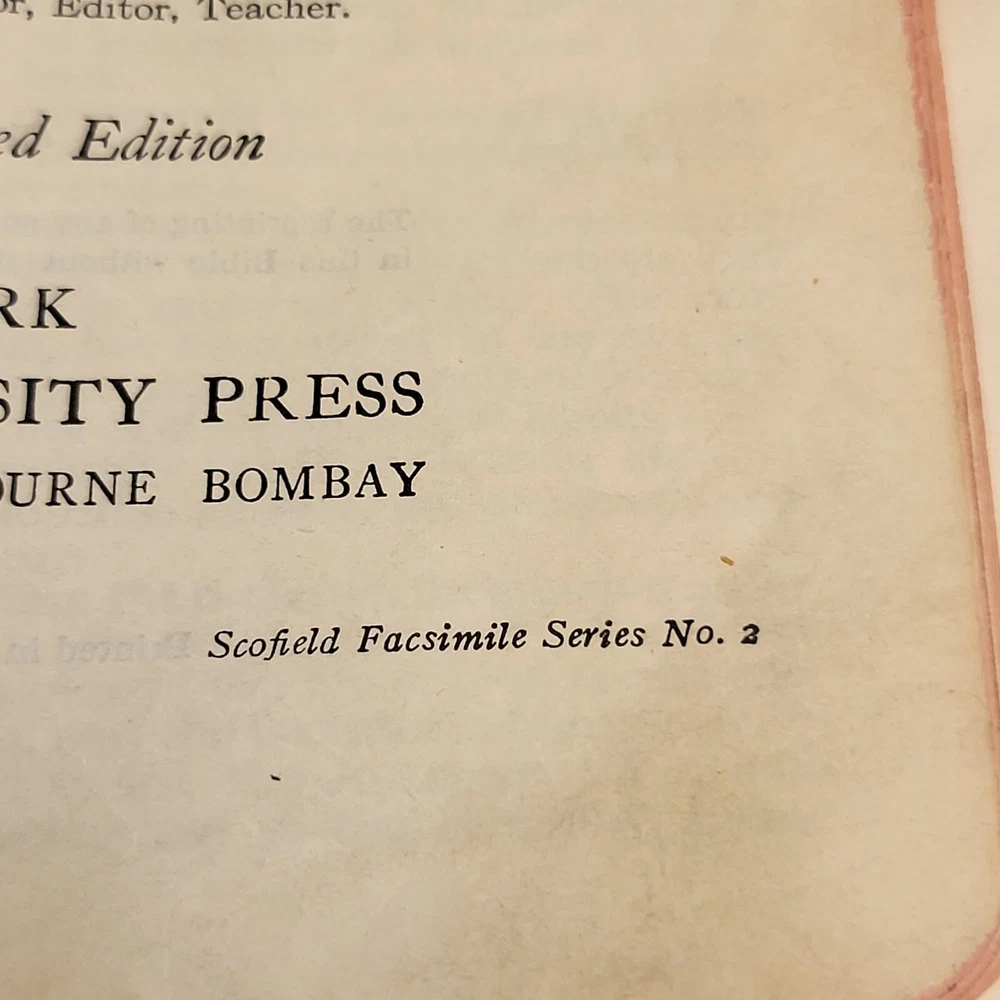 or, Editor, Teacher.
ed Edition
RK
SITY PRESS
OURNE BOMBAY
Scofield Facsimile Series No. 2